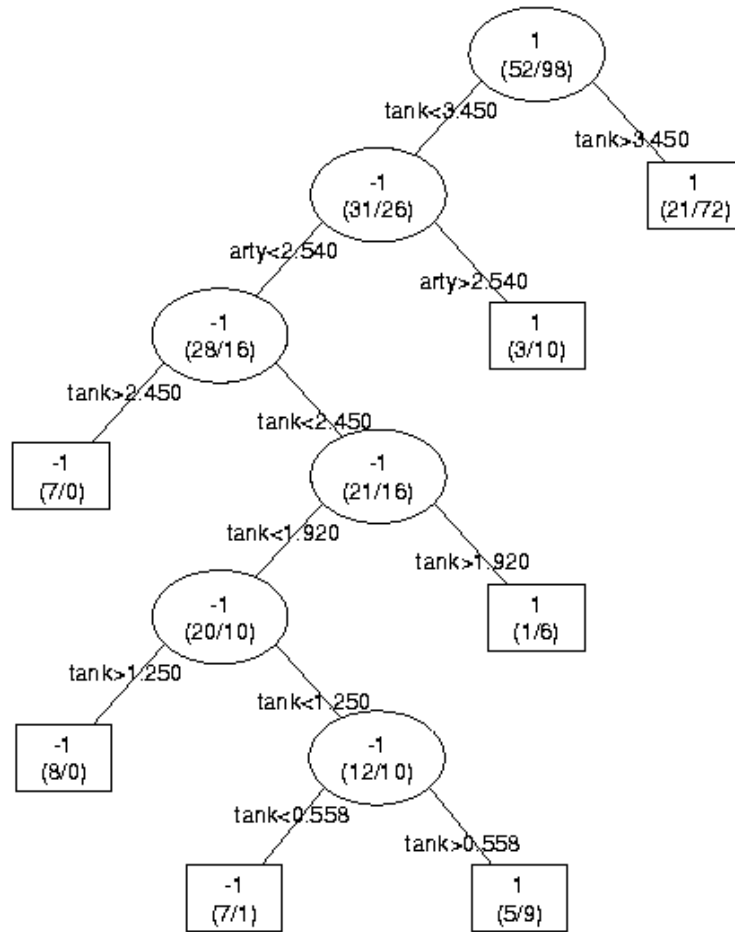 1
(52/98)
tank<3.450
tank>3.450
-1
(31/26)
1
(21/72)
arty<2.540
arty>2.540
-1
(28/16)
1
(3/10)
tank>2.450
tank<2.450
-1
(7/0)
-1
(21/16)
tank<1.920
tank>1.920
-1
(20/10)
1
(1/6)
tank>1.250
tank<1.250
-1
(8/0)
-1
(12/10)
tank<0.558
tank>0.558
-1
(7/1)
1
(5/9)